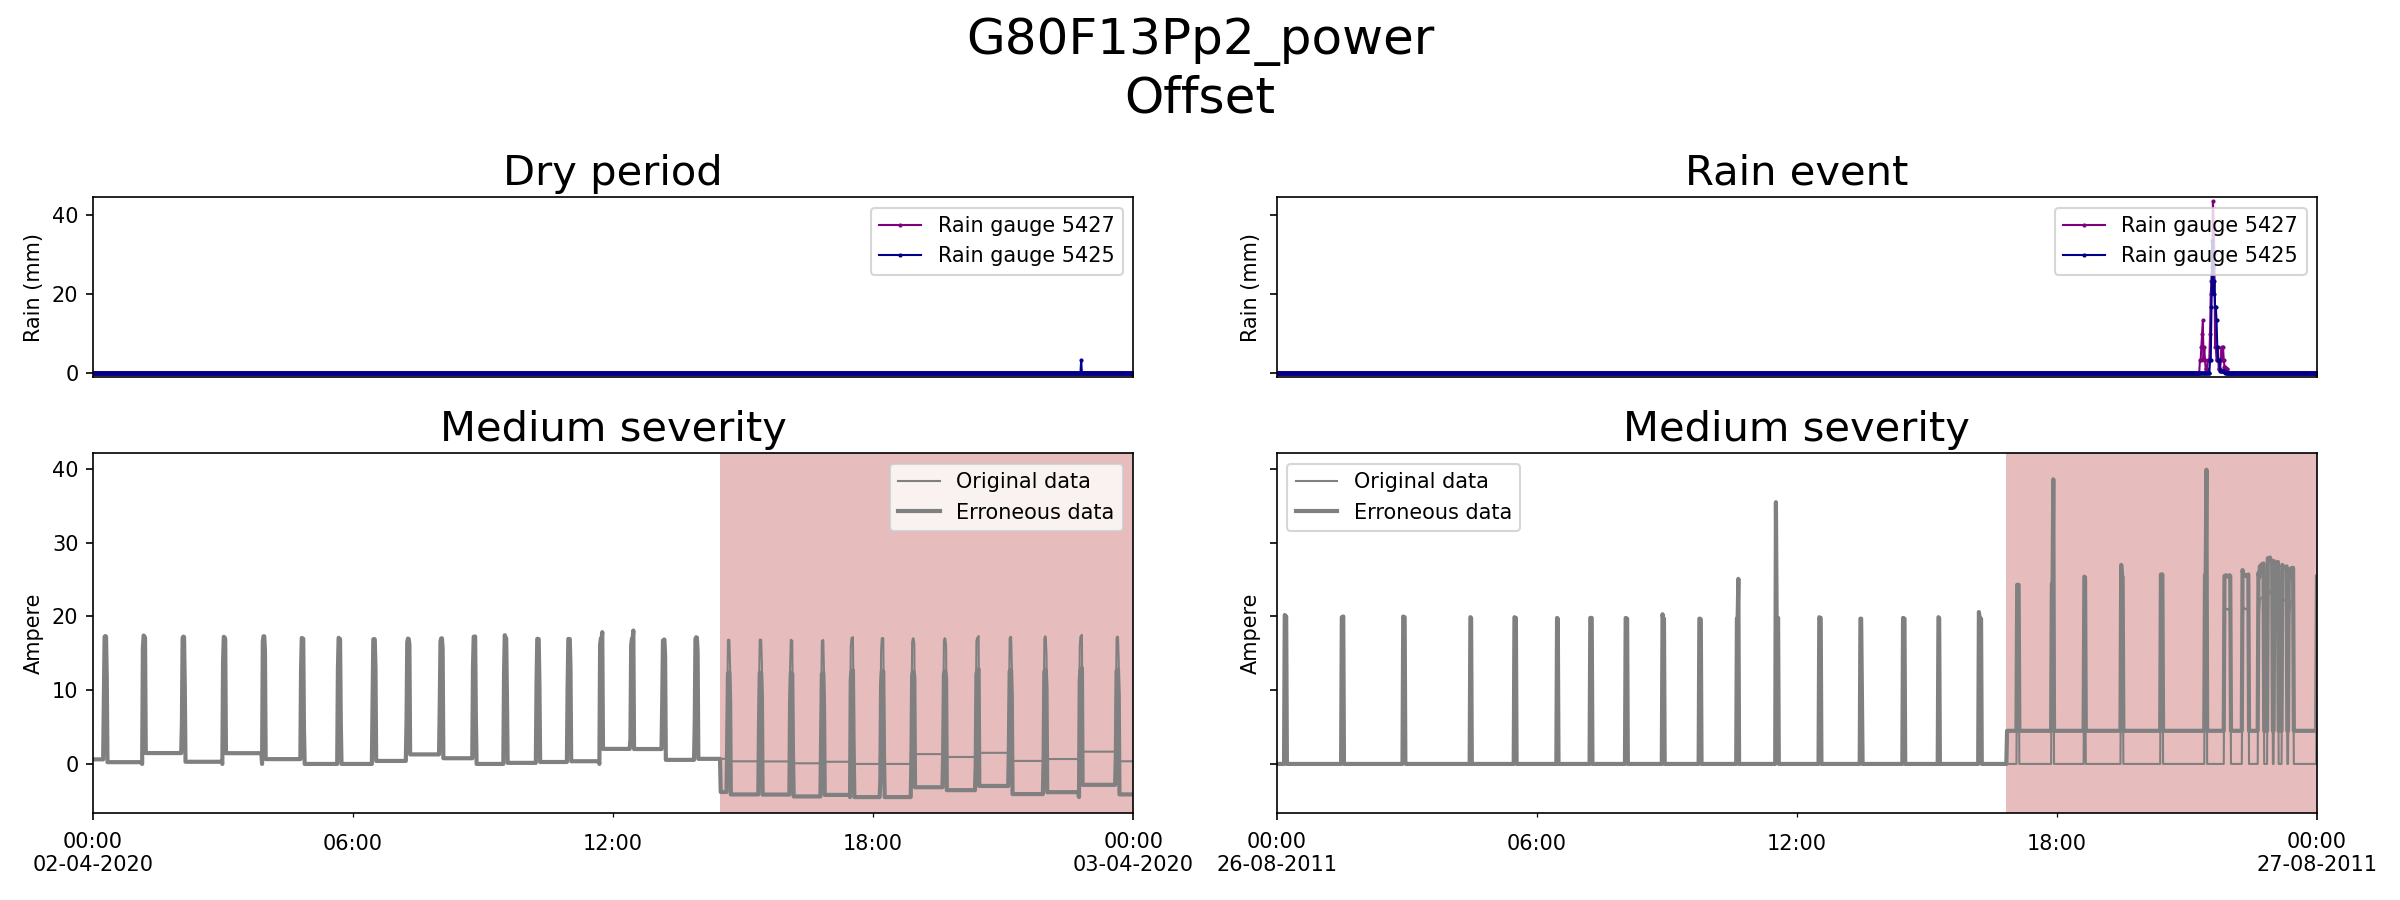 G80F13Pp2_power
Offset
Dry period
Rain event
40
20
0
Rain (mm)
Rain gauge 5427
Rain gauge 5425
Rain (mm)
Rain gauge 5427
Rain gauge 5425
Medium severity
Medium severity
40
30
20
10
0
Ampere
Original data
Erroneous data
Ampere
Original data
Erroneous data
00:00
02-04-2020
06:00
12:00
18:00
00:00
03-04-2020
00:00
26-08-2011
06:00
12:00
18:00
00:00
27-08-2011